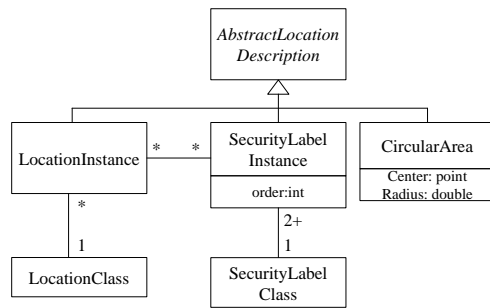 AbstractLocation
Description
LocationInstance
* *
SecurityLabel
Instance
order:int
CircularArea
Center: point
Radius: double
*
1
2+
1
LocationClass
SecurityLabel
Class